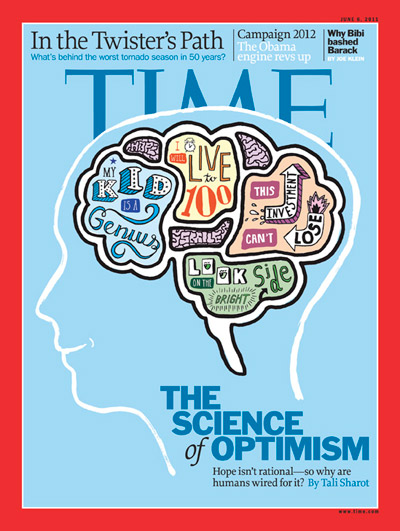 JUNE 6, 2011
In the Twister's Path
What's behind the worst tornado season in 50 years?
Campaign 2012
The Obama
engine revs up
Why Bibi
bashed
Barack
BY JOE KLEIN
TIME
MY
KID
IS A
Genius
I
WILL
LIVE
to
100
THIS
INVESTMENT
CAN'T
LOSE
LOOK
ON THE
BRIGHT
Side
THE
SCIENCE
of OPTIMISM
Hope isn't rational—so why are
humans wired for it? By Tali Sharot
www.time.com